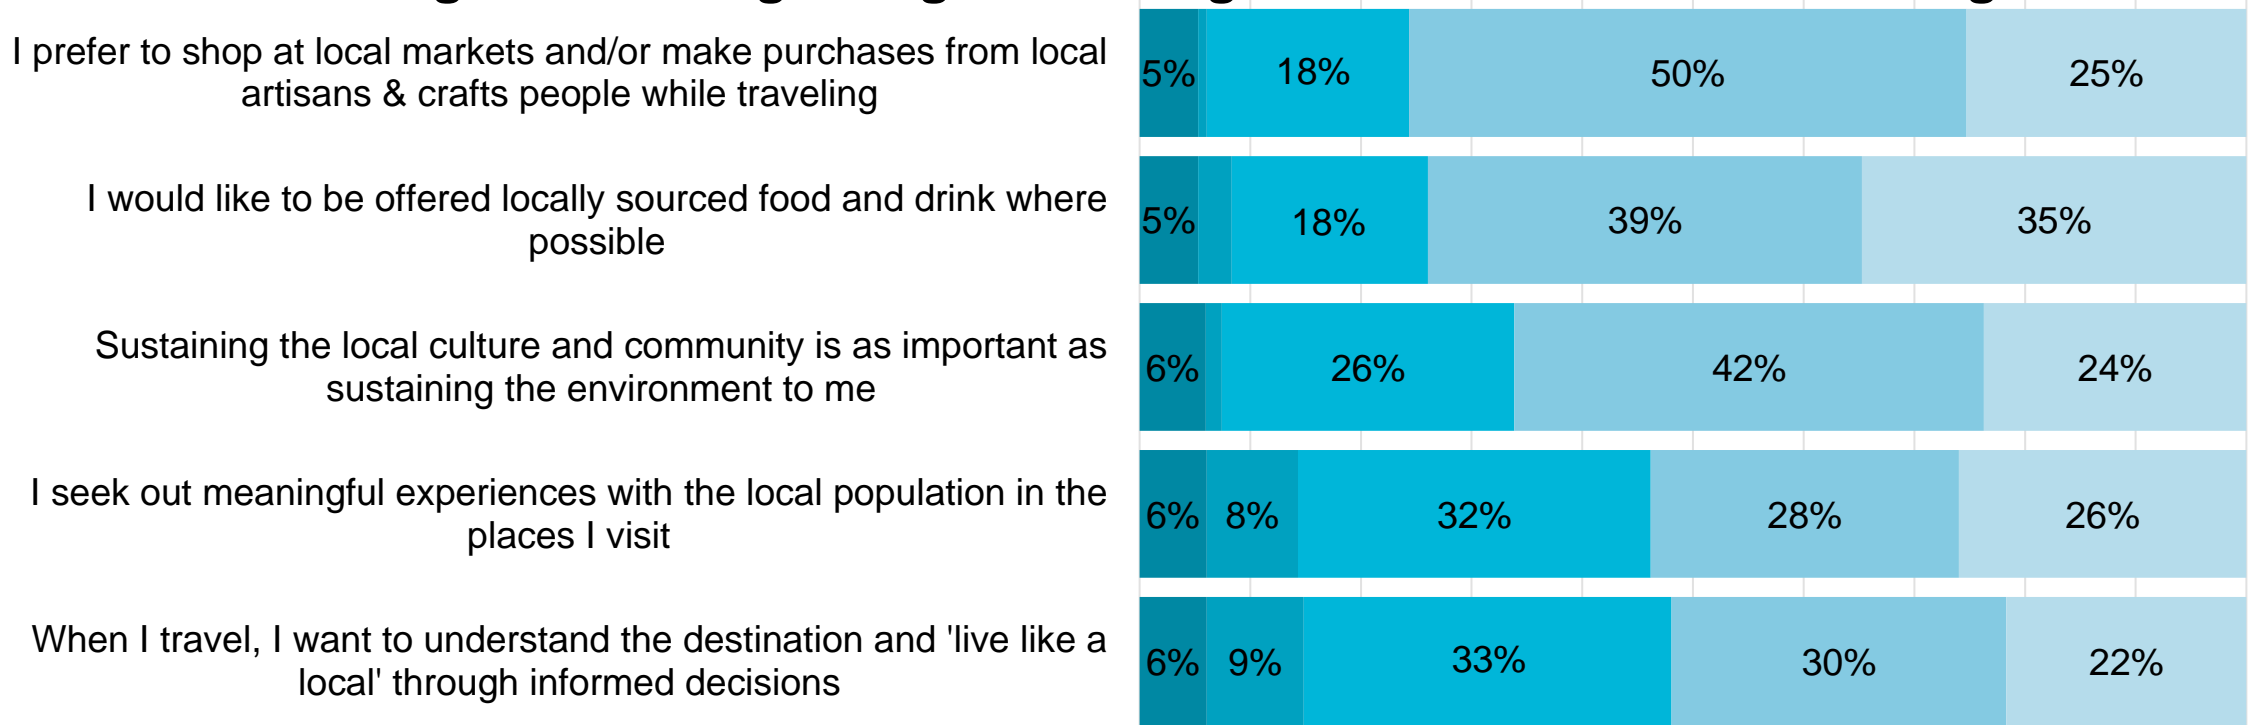 I prefer to shop at local markets and/or make purchases from local
artisans & crafts people while traveling
5% 18% 50% 25%
I would like to be offered locally sourced food and drink where
possible
5% 18% 39% 35%
Sustaining the local culture and community is as important as
sustaining the environment to me
6% 26% 42% 24%
I seek out meaningful experiences with the local population in the
places I visit
6% 8% 32% 28% 26%
When I travel, I want to understand the destination and 'live like a
local' through informed decisions
6% 9% 33% 30% 22%